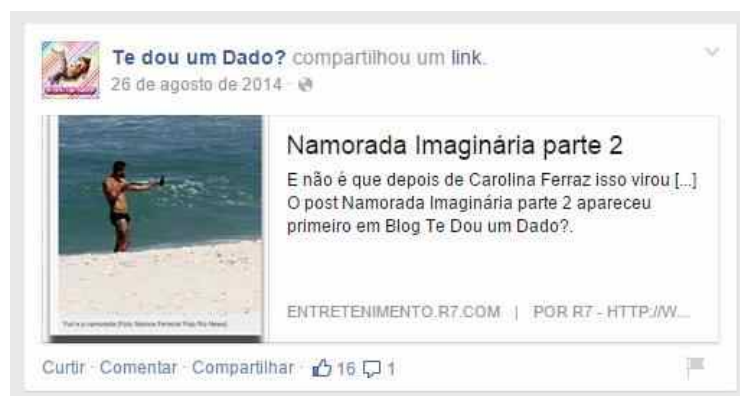 Te dou um Dado? compartilhou um link.
26 de agosto de 2014 ·
Namorada Imaginária parte 2
E não é que depois de Carolina Ferraz isso virou [...]
O post Namorada Imaginária parte 2 apareceu
primeiro em Blog Te Dou um Dado?.
ENTRETENIMENTO.R7.COM | POR R7 - HTTP://W...
Curtir · Comentar · Compartilhar · 16 1